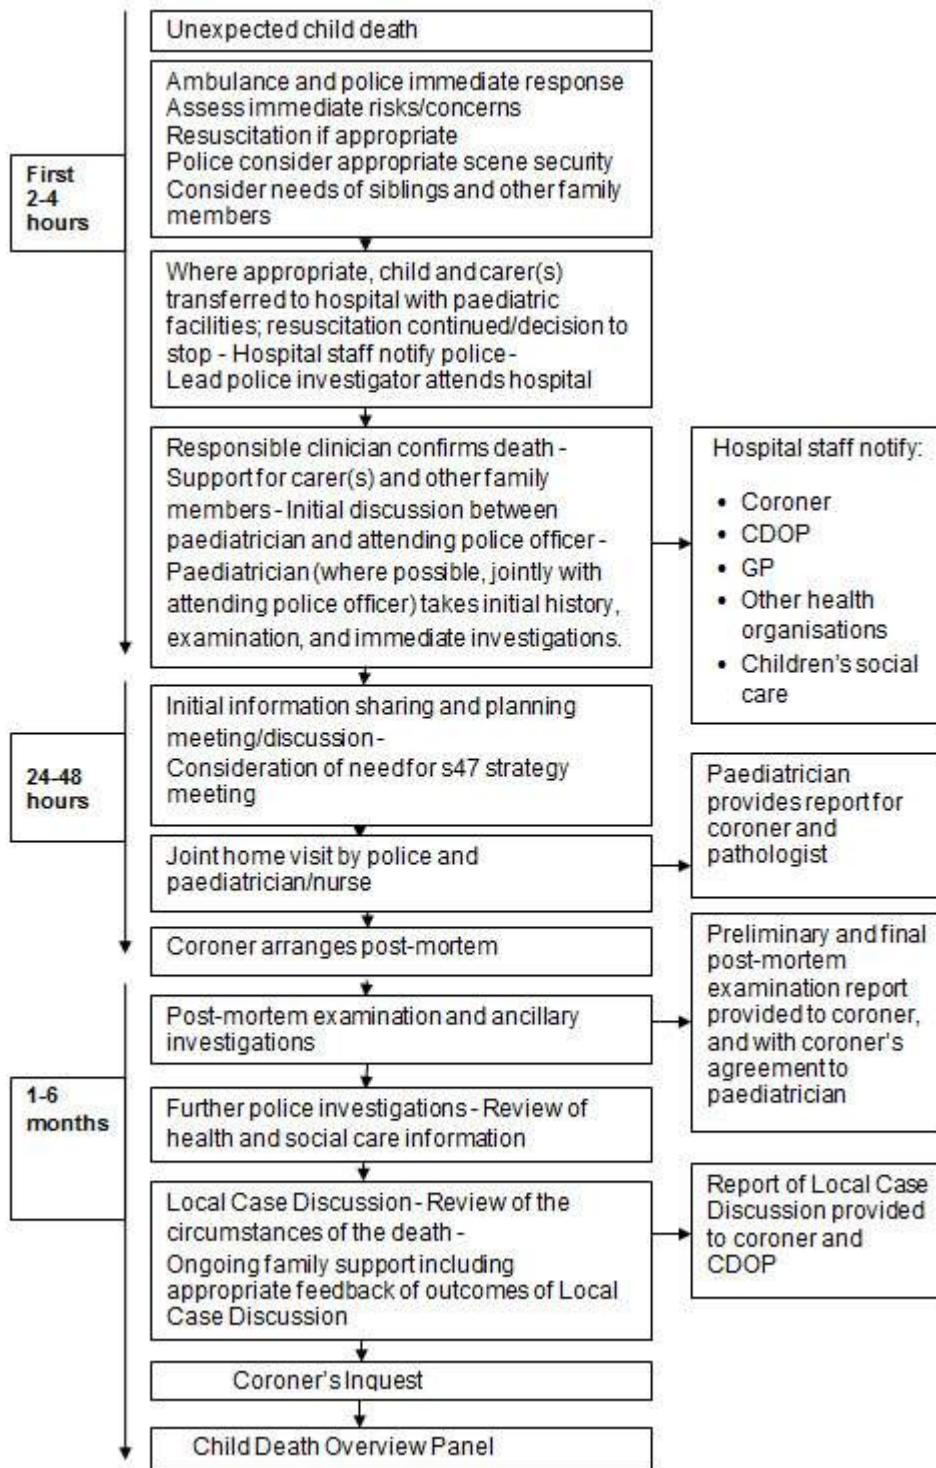 Unexpected child death
Ambulance and police immediate response
Assess immediate risks/concerns
Resuscitation if appropriate
Police consider appropriate scene security
Consider needs of siblings and other family
members
First
2-4
hours
Where appropriate, child and carer(s)
transferred to hospital with paediatric
facilities; resuscitation continued/decision to
stop - Hospital staff notify police -
Lead police investigator attends hospital
Responsible clinician confirms death -
Support for carer(s) and other family
members - Initial discussion between
paediatrician and attending police officer -
Paediatrician (where possible, jointly with
attending police officer) takes initial history,
examination, and immediate investigations.
Hospital staff notify:
• Coroner
• CDOP
• GP
• Other health
organisations
• Children's social
care
24-48
hours
Initial information sharing and planning
meeting/discussion-
Consideration of need for s47 strategy
meeting
Joint home visit by police and
paediatrician/nurse
Paediatrician
provides report for
coroner and
pathologist
Coroner arranges post-mortem
1-6
months
Post-mortem examination and ancillary
investigations
Preliminary and final
post-mortem
examination report
provided to coroner,
and with coroner's
agreement to
paediatrician
Further police investigations - Review of
health and social care information
Local Case Discussion - Review of the
circumstances of the death -
Ongoing family support including
appropriate feedback of outcomes of Local
Case Discussion
Report of Local Case
Discussion provided
to coroner and
CDOP
Coroner's Inquest
Child Death Overview Panel